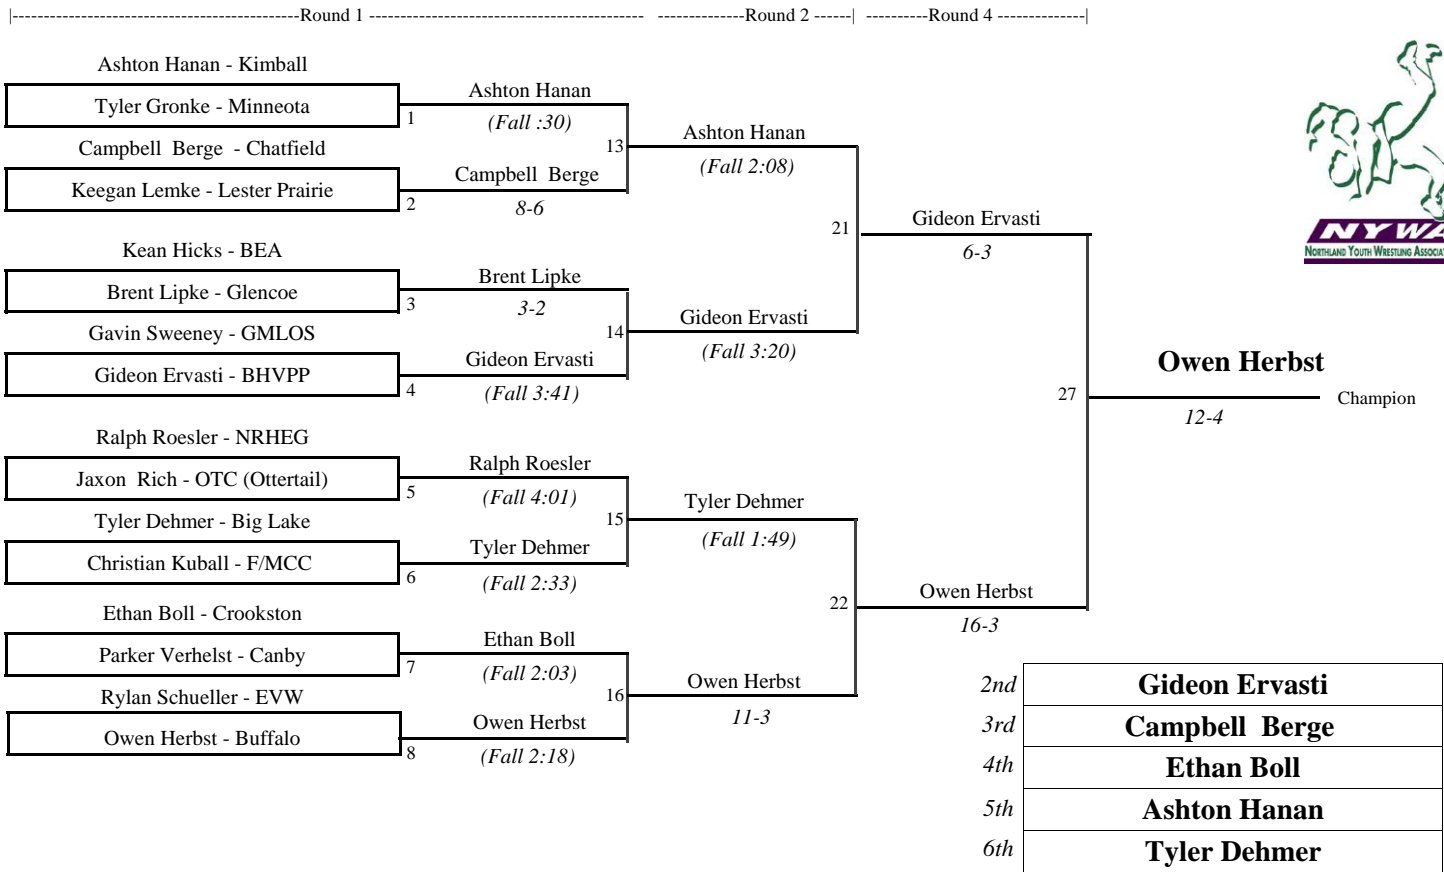 |----------------------------------------------Round 1 -------------------------------------------- --------------Round 2 ------| ----------Round 4 --------------|
Ashton Hanan - Kimball
Tyler Gronke - Minneota
1
Campbell  Berge  - Chatfield
Keegan Lemke - Lester Prairie
2
Kean Hicks - BEA
Brent Lipke - Glencoe
3
Gavin Sweeney - GMLOS
Gideon Ervasti - BHVPP
4
Ralph Roesler - NRHEG
Jaxon  Rich - OTC (Ottertail)
5
Tyler Dehmer - Big Lake
Christian Kuball - F/MCC
6
Ethan Boll - Crookston
Parker Verhelst - Canby
7
Rylan Schueller - EVW
Owen Herbst - Buffalo
8
Ashton Hanan
(Fall :30)
13
Campbell  Berge
8-6
Brent Lipke
3-2
14
Gideon Ervasti
(Fall 3:41)
Ralph Roesler
(Fall 4:01)
15
Tyler Dehmer
(Fall 2:33)
Ethan Boll
(Fall 2:03)
16
Owen Herbst
(Fall 2:18)
Ashton Hanan
(Fall 2:08)
21
Gideon Ervasti
(Fall 3:20)
Tyler Dehmer
(Fall 1:49)
22
Owen Herbst
11-3
Gideon Ervasti
6-3
27
Owen Herbst
16-3
NYWA
NORTHLAND YOUTH WRESTLING ASSOCIAT
Owen Herbst
Champion
12-4
2nd Gideon Ervasti
3rd Campbell  Berge
4th Ethan Boll
5th Ashton Hanan
6th Tyler Dehmer